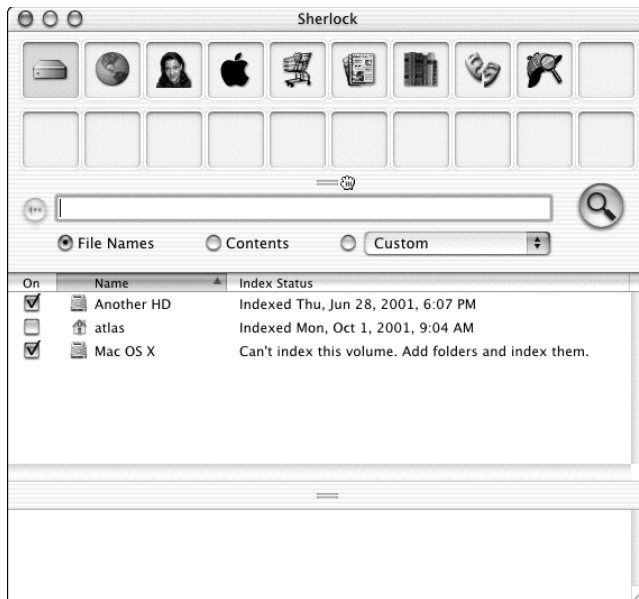 Sherlock
File Names Contents Custom
On Name Index Status
Another HD Indexed Thu, Jun 28, 2001, 6:07 PM
atlas Indexed Mon, Oct 1, 2001, 9:04 AM
Mac OS X Can't index this volume. Add folders and index them.